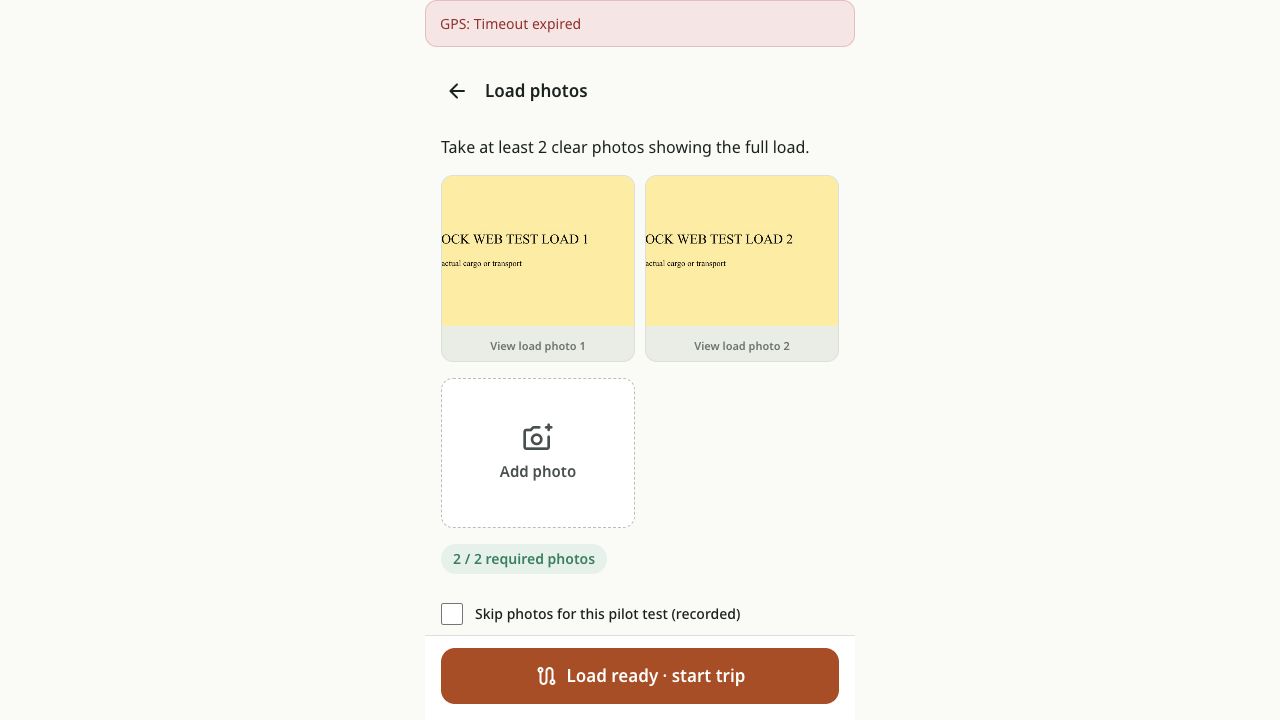 GPS: Timeout expired
Load photos
Take at least 2 clear photos showing the full load.
OCK WEB TEST LOAD 1
actual cargo or transport
View load photo 1
OCK WEB TEST LOAD 2
actual cargo or transport
View load photo 2
Add photo
2 / 2 required photos
Skip photos for this pilot test (recorded)
Load ready · start trip